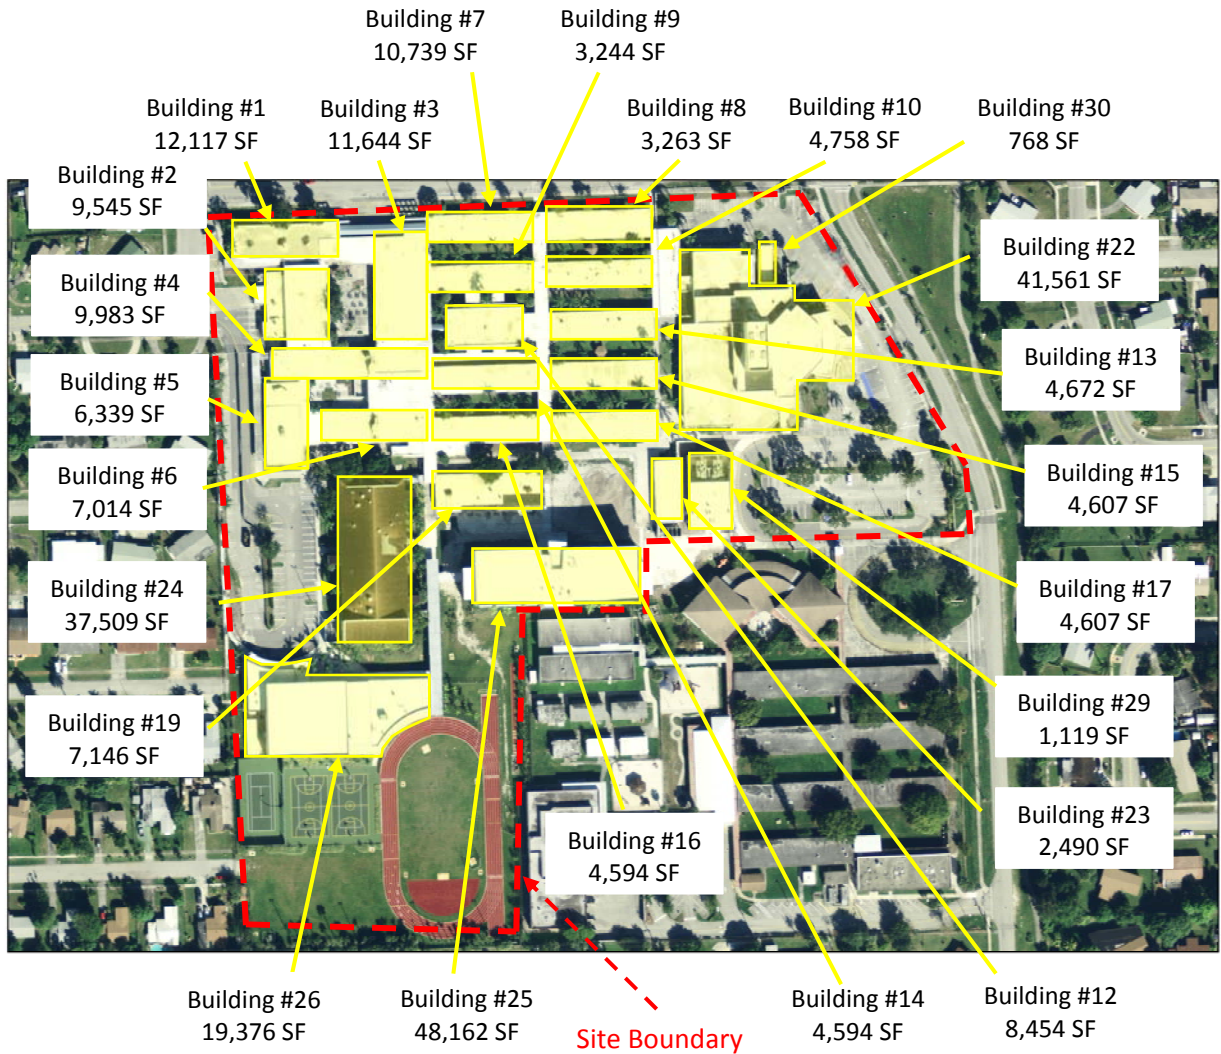 Building #7
10,739 SF
Building #9
3,244 SF
Building #1
12,117 SF
Building #3
11,644 SF
Building #8
3,263 SF
Building #10
4,758 SF
Building #30
768 SF
Building #2
9,545 SF
Building #22
41,561 SF
Building #4
9,983 SF
Building #13
4,672 SF
Building #5
6,339 SF
Building #6
7,014 SF
Building #15
4,607 SF
Building #24
37,509 SF
Building #17
4,607 SF
Building #19
7,146 SF
Building #29
1,119 SF
Building #16
4,594 SF
Building #23
2,490 SF
Building #26
19,376 SF
Building #25
48,162 SF
Site Boundary
Building #14
4,594 SF
Building #12
8,454 SF